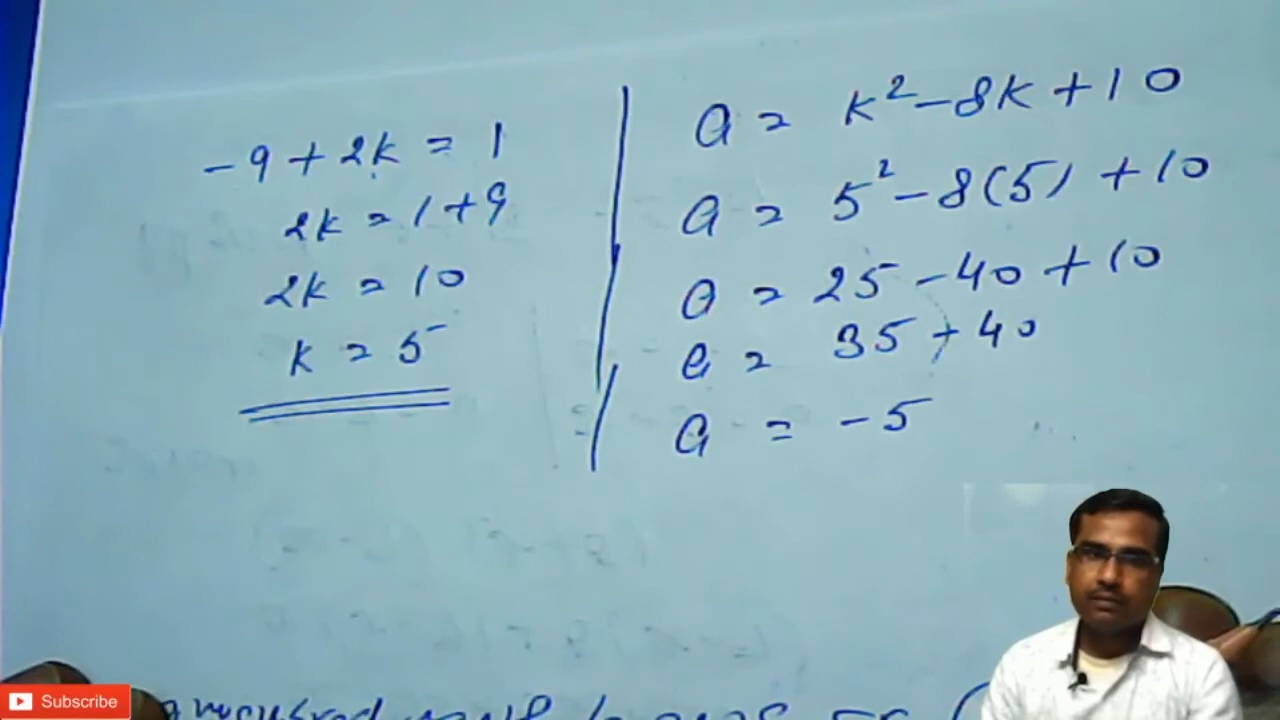 -9 + 2k = 1
2k = 1 + 9
2k = 10
k = 5
a = k² - 8k + 10
a = 5² - 8(5) + 10
a = 25 - 40 + 10
a = 35 - 40
a = -5
Subscribe